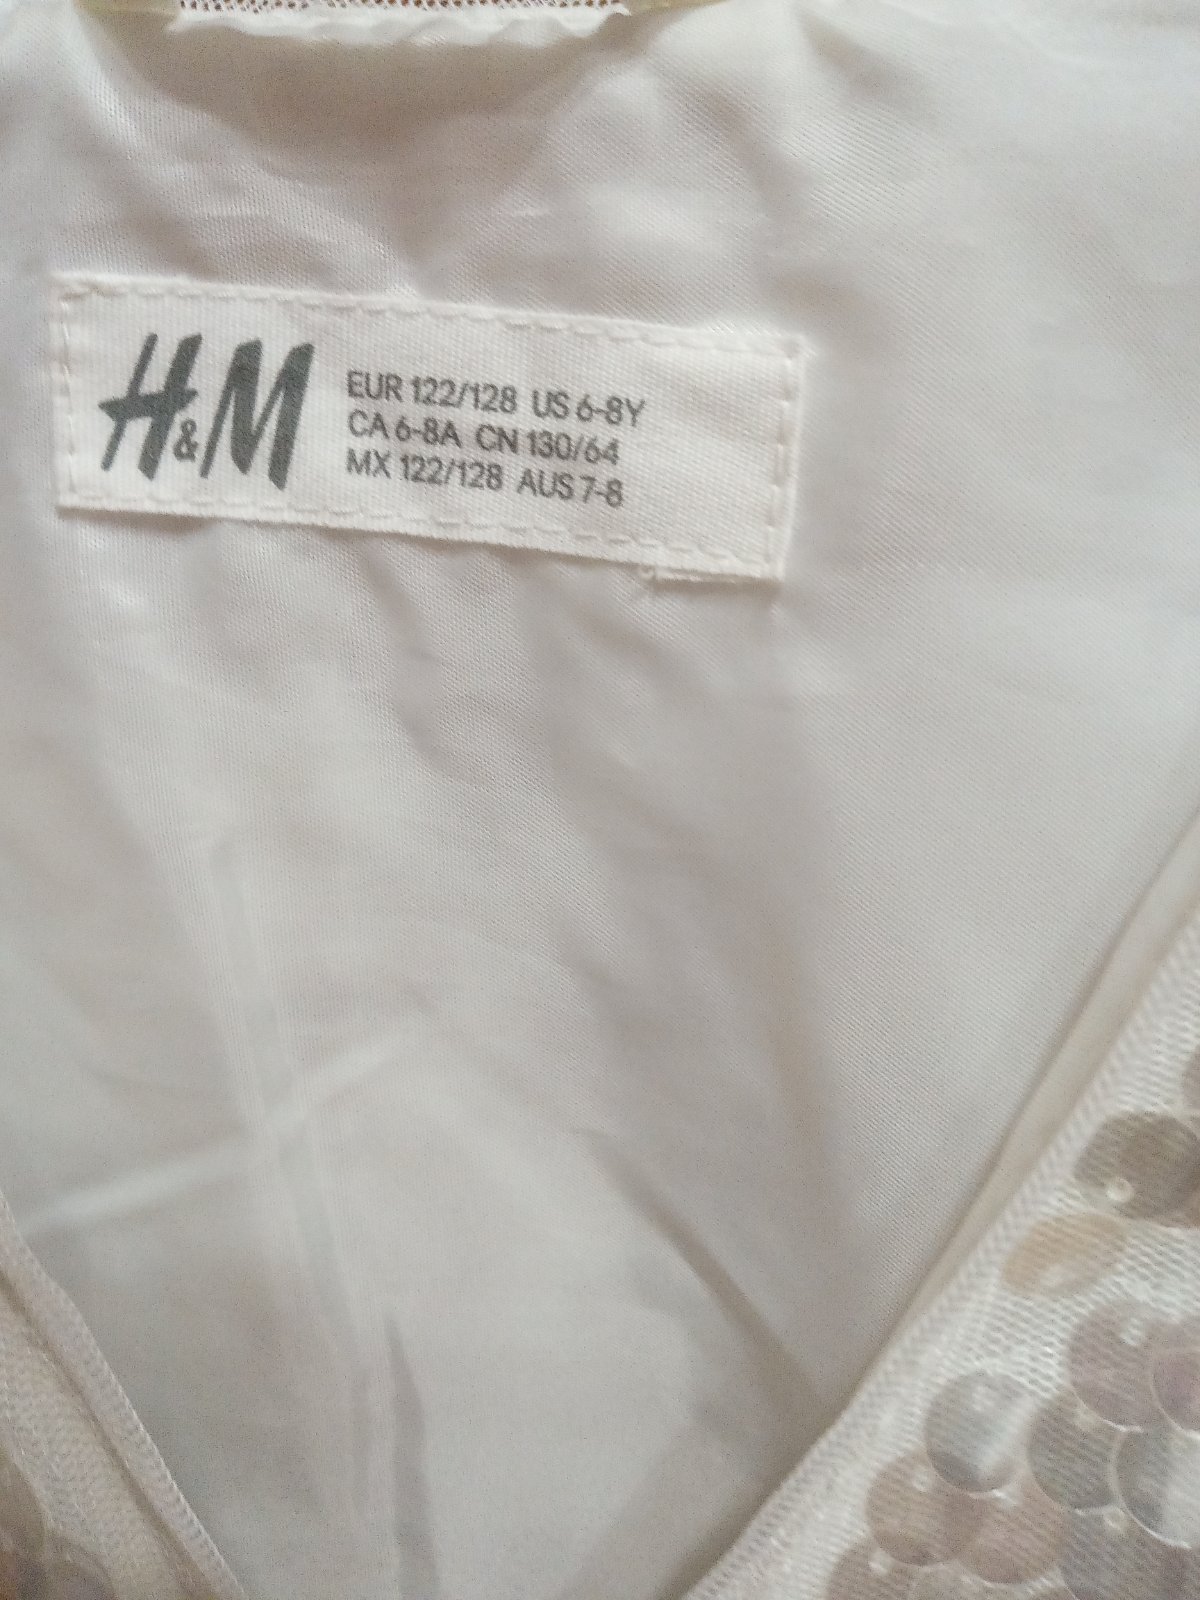 H&M
EUR 122/128 US 6-8Y
CA 6-8A CN 130/64
MX 122/128 AUS 7-8